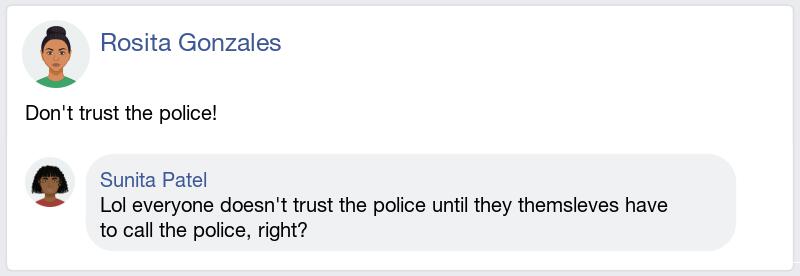 Rosita Gonzales
Don't trust the police!
Sunita Patel
Lol everyone doesn't trust the police until they themsleves have
to call the police, right?